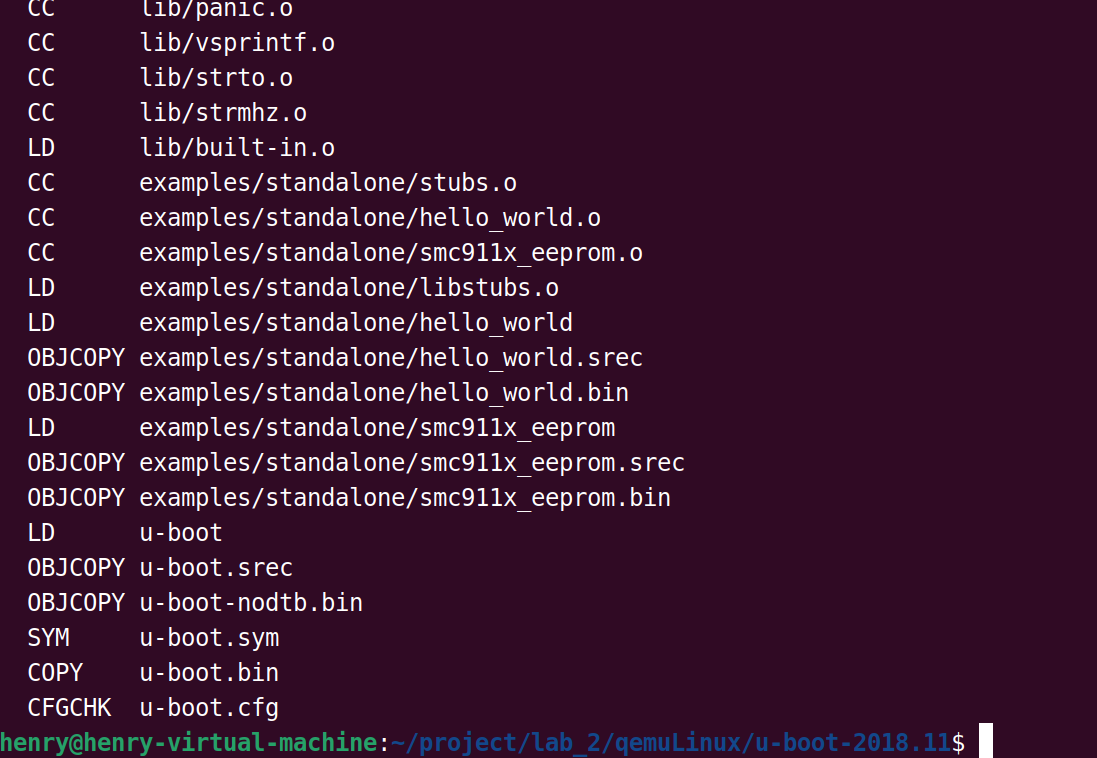 CC      lib/panic.o
CC      lib/vsprintf.o
CC      lib/strto.o
CC      lib/strmhz.o
LD      lib/built-in.o
CC      examples/standalone/stubs.o
CC      examples/standalone/hello_world.o
CC      examples/standalone/smc911x_eeprom.o
LD      examples/standalone/libstubs.o
LD      examples/standalone/hello_world
OBJCOPY examples/standalone/hello_world.srec
OBJCOPY examples/standalone/hello_world.bin
LD      examples/standalone/smc911x_eeprom
OBJCOPY examples/standalone/smc911x_eeprom.srec
OBJCOPY examples/standalone/smc911x_eeprom.bin
LD      u-boot
OBJCOPY u-boot.srec
OBJCOPY u-boot-nodtb.bin
SYM     u-boot.sym
COPY    u-boot.bin
CFGCHK  u-boot.cfg
henry@henry-virtual-machine:~/project/lab_2/qemuLinux/u-boot-2018.11$